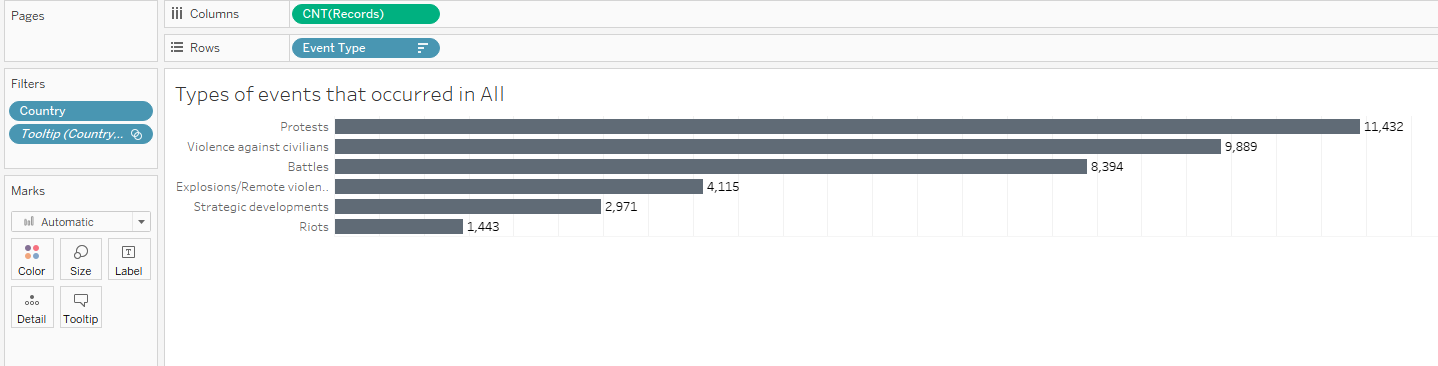 Pages
Columns
CNT(Records)
Rows
Event Type
Filters
Country
Tooltip (Country,..
Types of events that occurred in All
Protests 11,432
Violence against civilians 9,889
Battles 8,394
Explosions/Remote violen.. 4,115
Strategic developments 2,971
Riots 1,443
Marks
Automatic
Color Size Label
Detail Tooltip